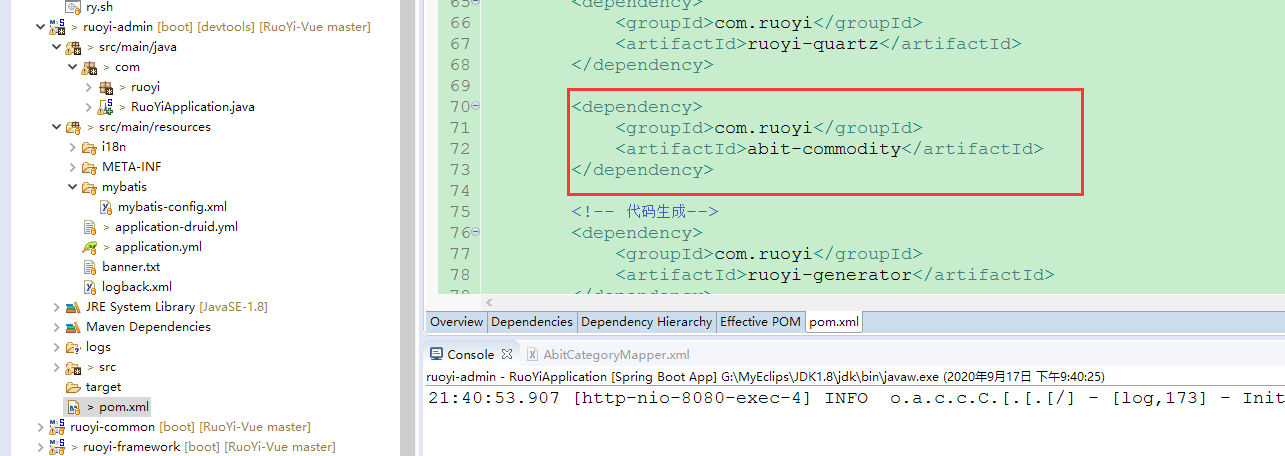 ry.sh
> ruoyi-admin [boot] [devtools] [RuoYi-Vue master]
> src/main/java
> com
> ruoyi
> RuoYiApplication.java
> src/main/resources
i18n
META-INF
mybatis
mybatis-config.xml
> application-druid.yml
> application.yml
banner.txt
logback.xml
JRE System Library [JavaSE-1.8]
Maven Dependencies
logs
> src
target
> pom.xml
ruoyi-common [boot] [RuoYi-Vue master]
> ruoyi-framework [boot] [RuoYi-Vue master]
65 <dependency>
66 <groupId>com.ruoyi</groupId>
67 <artifactId>ruoyi-quartz</artifactId>
68 </dependency>
69
70 <dependency>
71 <groupId>com.ruoyi</groupId>
72 <artifactId>abit-commodity</artifactId>
73 </dependency>
74
75 <!-- 代码生成-->
76 <dependency>
77 <groupId>com.ruoyi</groupId>
78 <artifactId>ruoyi-generator</artifactId>
79 </dependency>
Overview Dependencies Dependency Hierarchy Effective POM pom.xml
Console AbitCategoryMapper.xml
ruoyi-admin - RuoYiApplication [Spring Boot App] G:\MyEclips\JDK1.8\jdk\bin\javaw.exe (2020年9月17日 下午9:40:25)
21:40:53.907 [http-nio-8080-exec-4] INFO o.a.c.c.C.[.[.[/] - [log,173] - Init